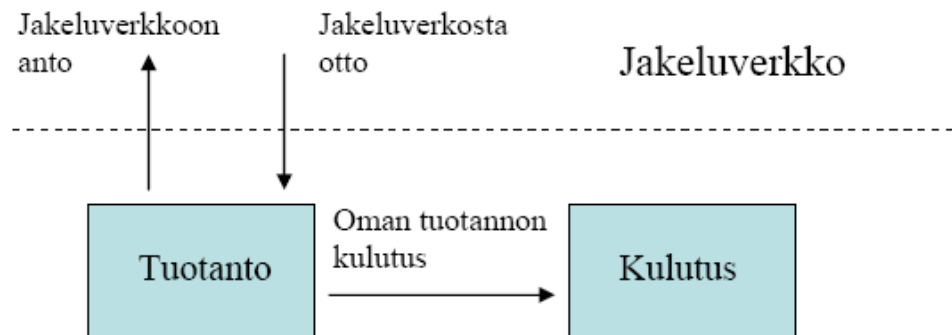 Jakeluverkkoon
anto
Jakeluverkosta
otto
Jakeluverkko
Tuotanto
Oman tuotannon
kulutus
Kulutus